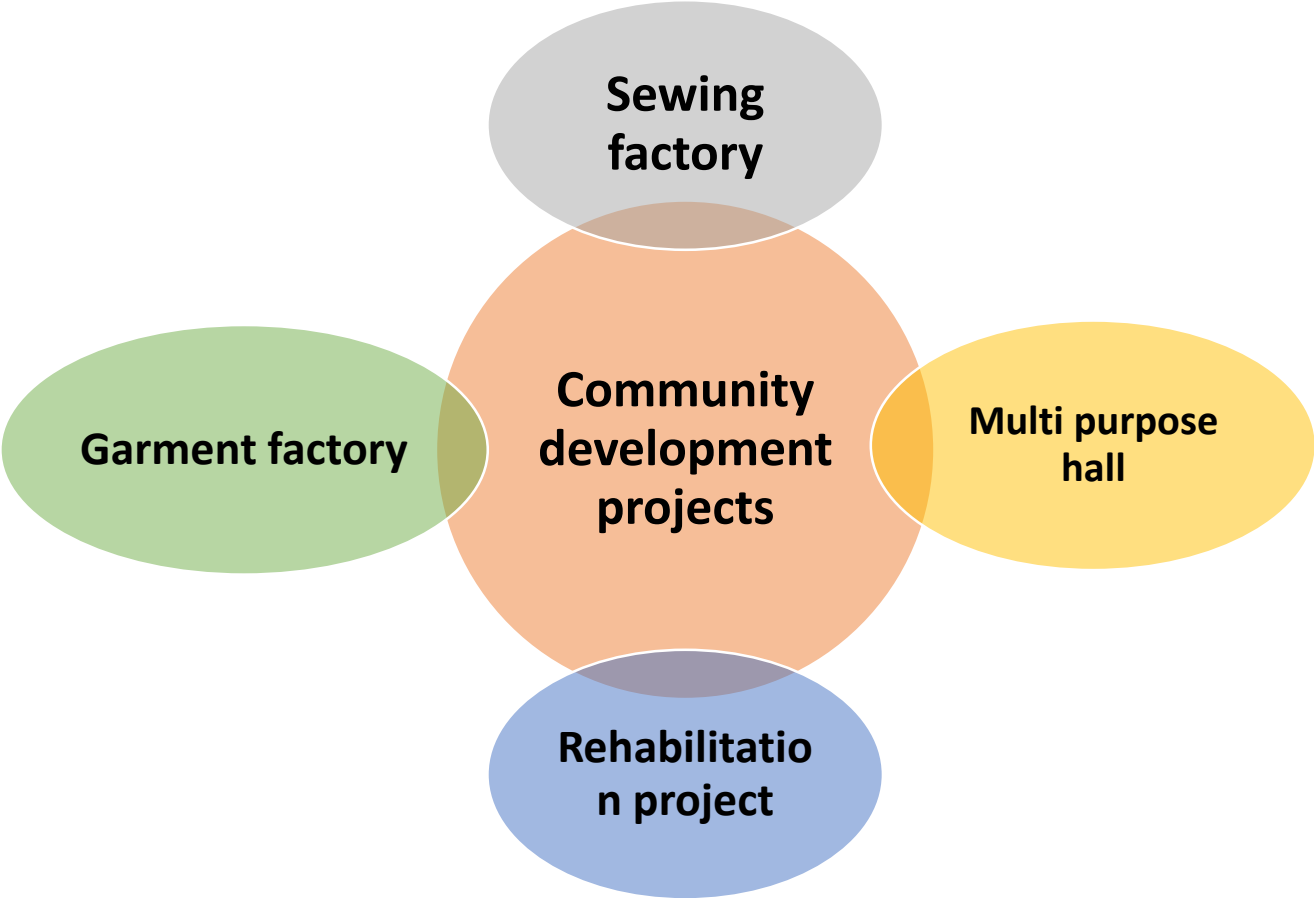 Sewing
factory
Garment factory
Community
development
projects
Multi purpose
hall
Rehabilitatio
n project